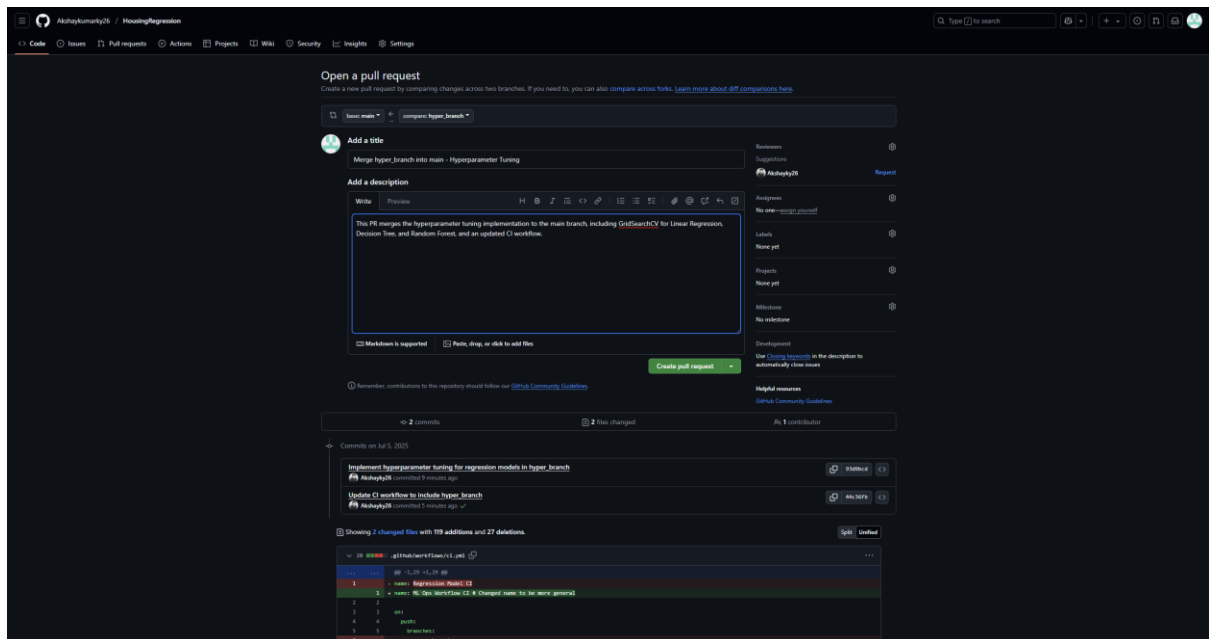 Akshaykumarky26 / HousingRegression
Type / to search
Code Issues Pull requests Actions Projects Wiki Security Insights Settings
Open a pull request
Create a new pull request by comparing changes across two branches. If you need to, you can also compare across forks. Learn more about diff comparisons here.
base: main compare: hyper_branch
Add a title
Merge hyper_branch into main - Hyperparameter Tuning
Add a description
Write Preview
This PR merges the hyperparameter tuning implementation to the main branch, including GridSearchCV for Linear Regression,
Decision Tree, and Random Forest, and an updated CI workflow.
Markdown is supported Paste, drop, or click to add files
Create pull request
Remember, contributions to this repository should follow our GitHub Community Guidelines.
Reviewers
Suggestions
Akshayky26 Request
Assignees
No one—assign yourself
Labels
None yet
Projects
None yet
Milestone
No milestone
Development
Use Closing keywords in the description to
automatically close issues
Helpful resources
GitHub Community Guidelines
2 commits 2 files changed 1 contributor
Commits on Jul 5, 2025
Implement hyperparameter tuning for regression models in hyper_branch
Akshayky26 committed 9 minutes ago
Update CI workflow to include hyper_branch
Akshayky26 committed 5 minutes ago
Showing 2 changed files with 119 additions and 27 deletions.
Split Unified
.github/workflows/ci.yml
@@ -1,29 +1,29 @@
1 - name: Regression Model CI
1 + name: ML Ops Workflow CI # Changed name to be more general
2 2
3 3 on:
4 4 push:
5 5 branches: